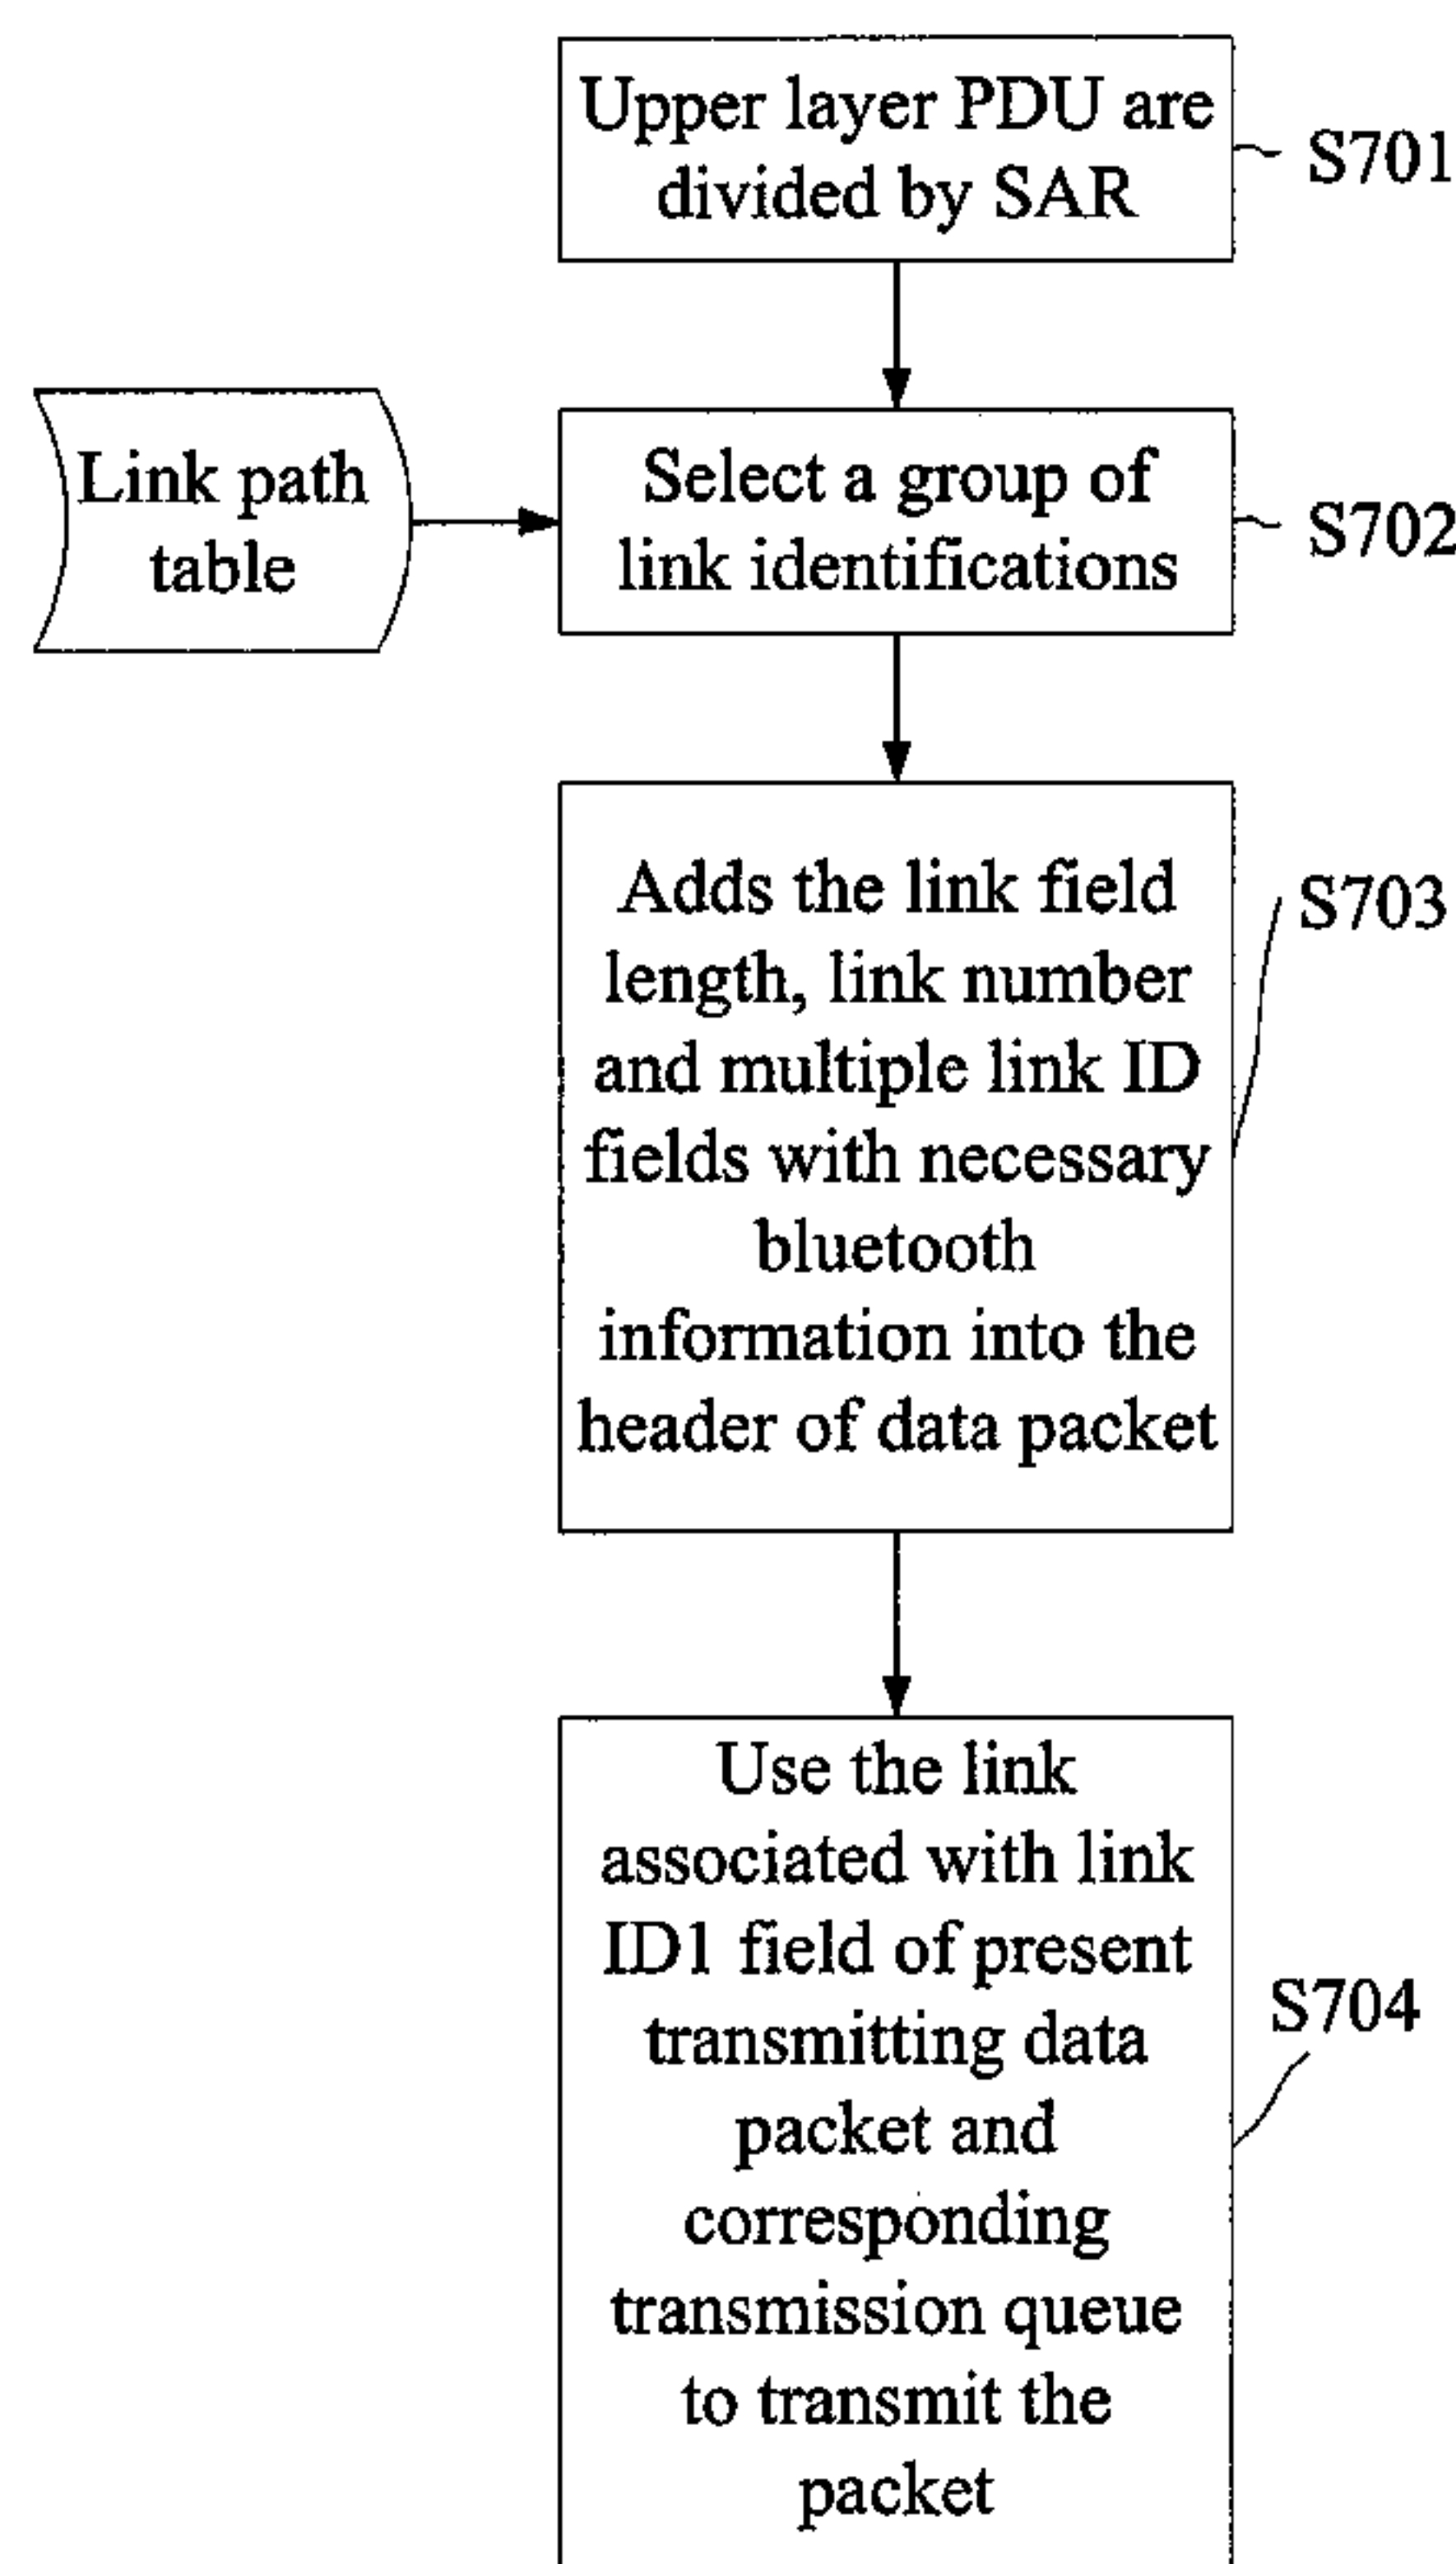 Upper layer PDU are
divided by SAR
S701
Link path
table
Select a group of
link identifications
S702
Adds the link field
length, link number
and multiple link ID
fields with necessary
bluetooth
information into the
header of data packet
S703
Use the link
associated with link
ID1 field of present
transmitting data
packet and
corresponding
transmission queue
to transmit the
packet
S704